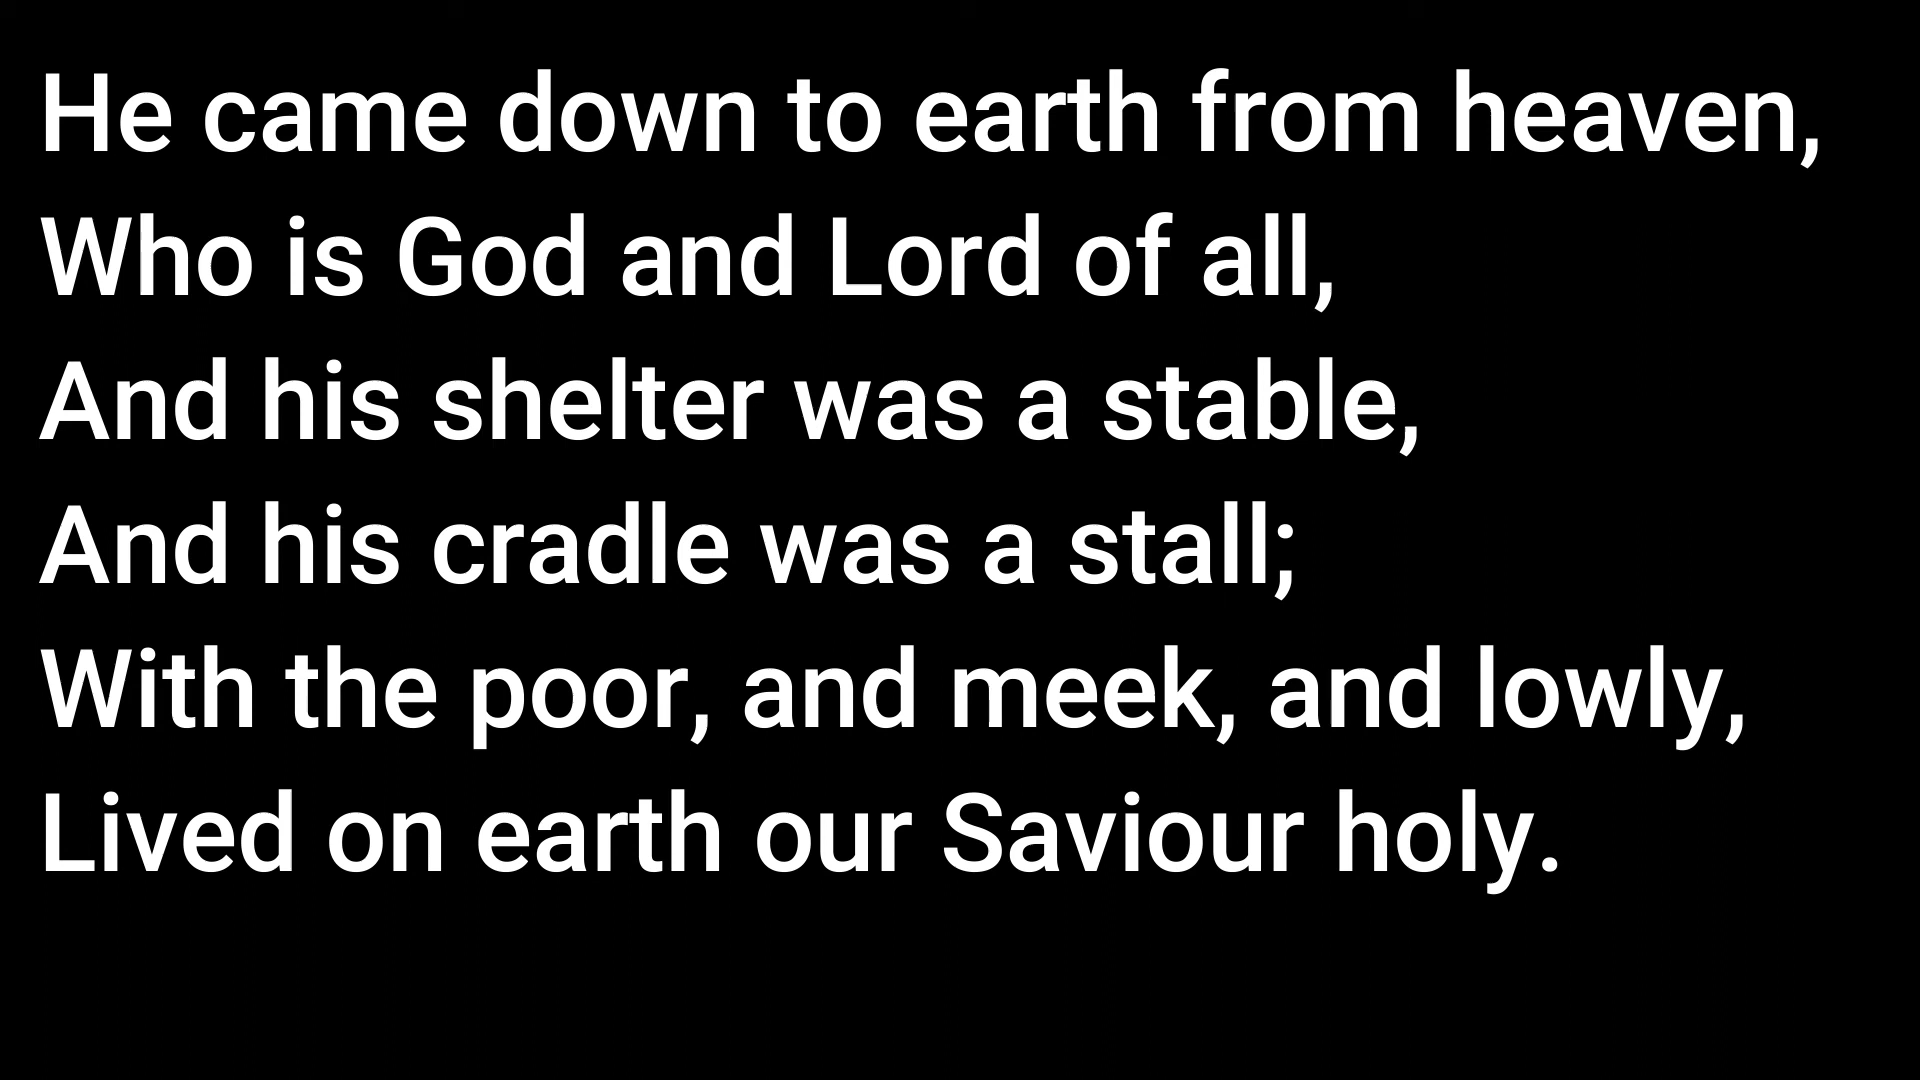 He came down to earth from heaven,
Who is God and Lord of all,
And his shelter was a stable,
And his cradle was a stall;
With the poor, and meek, and lowly,
Lived on earth our Saviour holy.